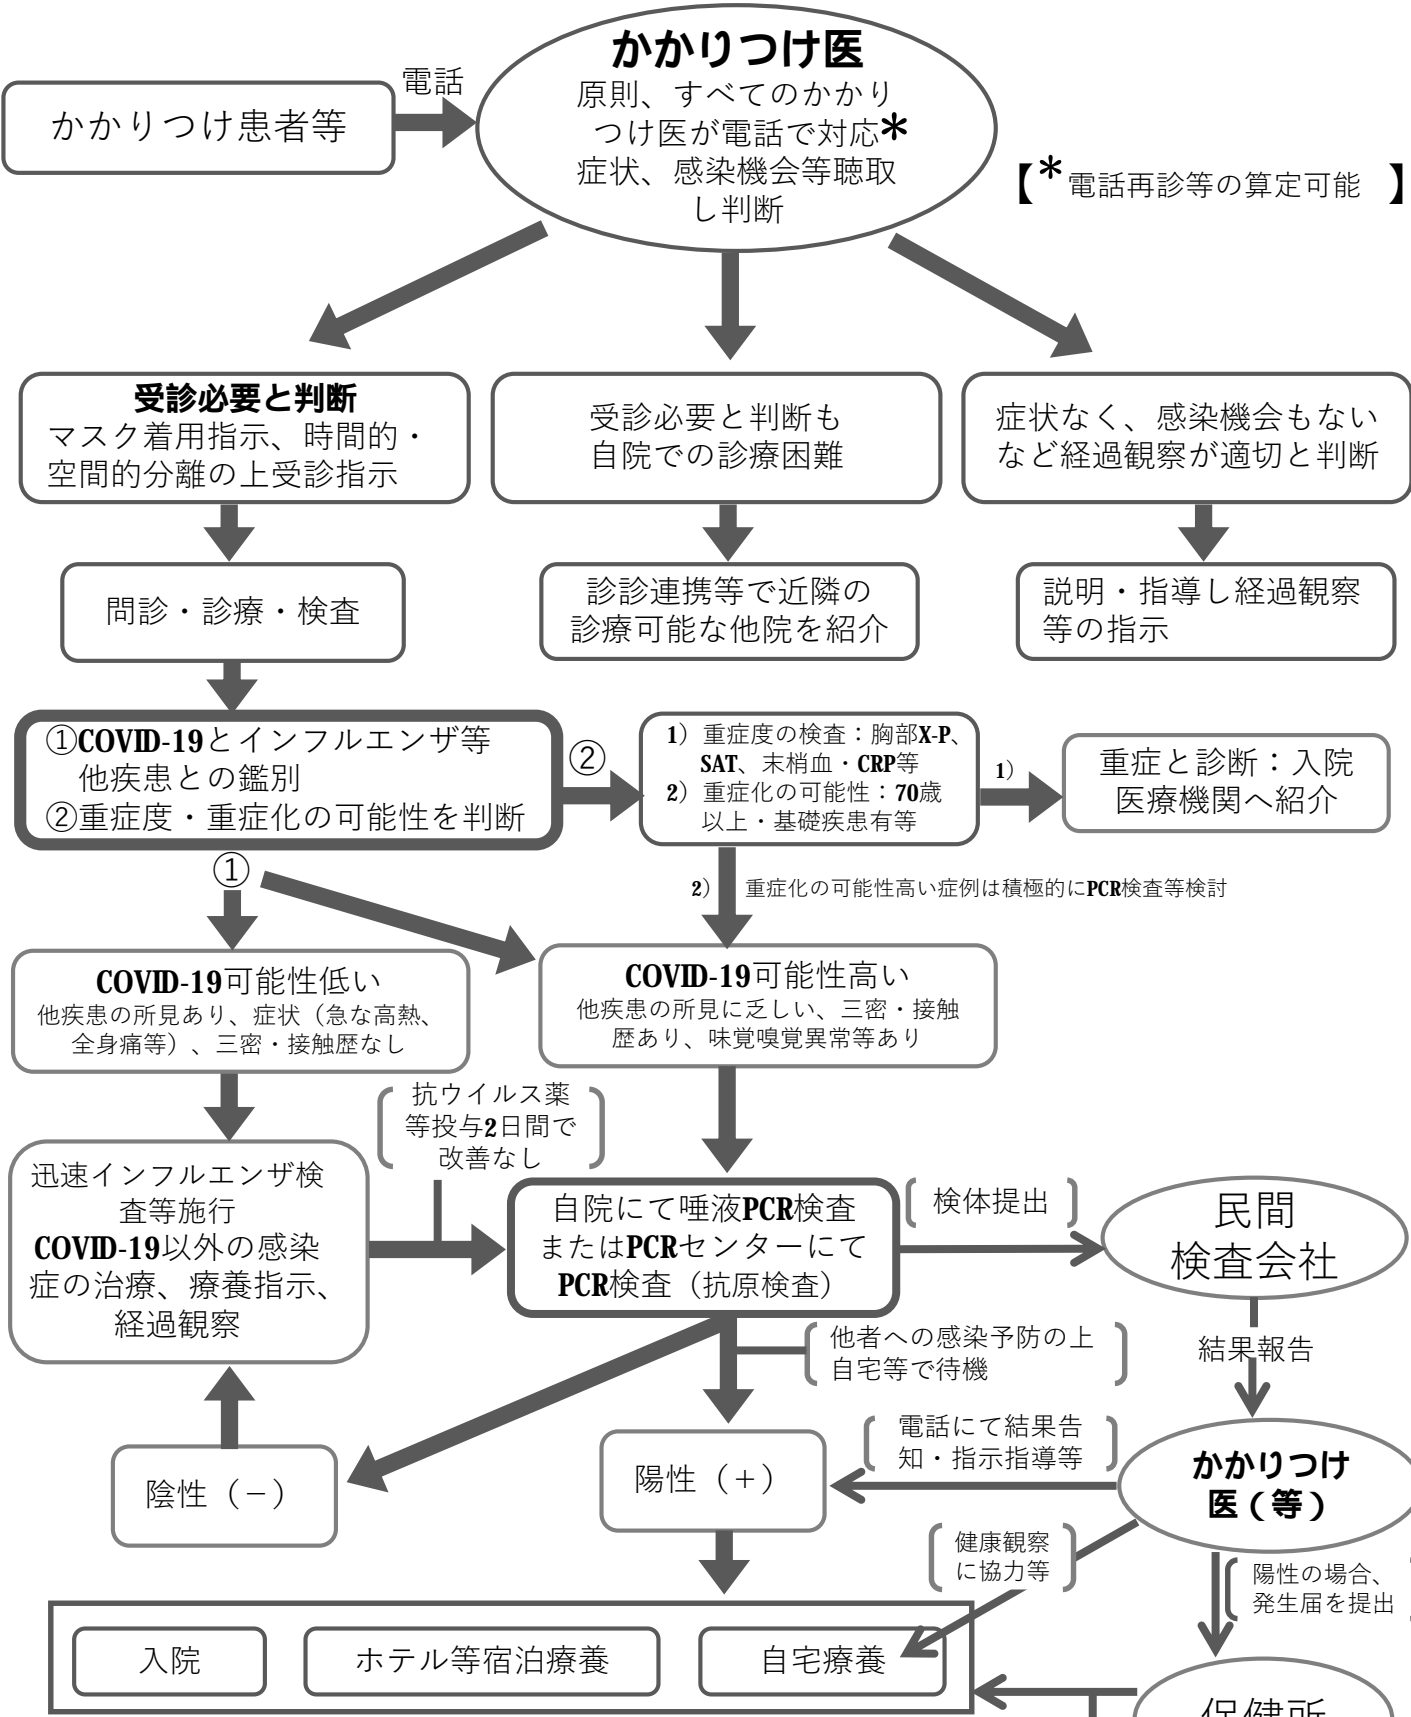 かかりつけ医
原則、すべてのかかり
つけ医が電話で対応*
症状、感染機会等聴取
し判断
電話
かかりつけ患者等
【*電話再診等の算定可能 】
受診必要と判断
マスク着用指示、時間的・
空間的分離の上受診指示
受診必要と判断も
自院での診療困難
症状なく、感染機会もない
など経過観察が適切と判断
問診・診療・検査
診診連携等で近隣の
診療可能な他院を紹介
説明・指導し経過観察
等の指示
①COVID-19とインフルエンザ等
他疾患との鑑別
②重症度・重症化の可能性を判断
②
1）重症度の検査：胸部X-P、
SAT、末梢血・CRP等
2）重症化の可能性：70歳
以上・基礎疾患有等
1）
重症と診断：入院
医療機関へ紹介
①
2） 重症化の可能性高い症例は積極的にPCR検査等検討
COVID-19可能性低い
他疾患の所見あり、症状（急な高熱、
全身痛等）、三密・接触歴なし
COVID-19可能性高い
他疾患の所見に乏しい、三密・接触
歴あり、味覚嗅覚異常等あり
抗ウイルス薬
等投与2日間で
改善なし
迅速インフルエンザ検
査等施行
COVID-19以外の感染
症の治療、療養指示、
経過観察
自院にて唾液PCR検査
またはPCRセンターにて
PCR検査（抗原検査）
検体提出
民間
検査会社
他者への感染予防の上
自宅等で待機
結果報告
電話にて結果告
知・指示指導等
かかりつけ
医（等）
陰性（－）
陽性（＋）
健康観察
に協力等
陽性の場合、
発生届を提出
入院
ホテル等宿泊療養
自宅療養
保健所